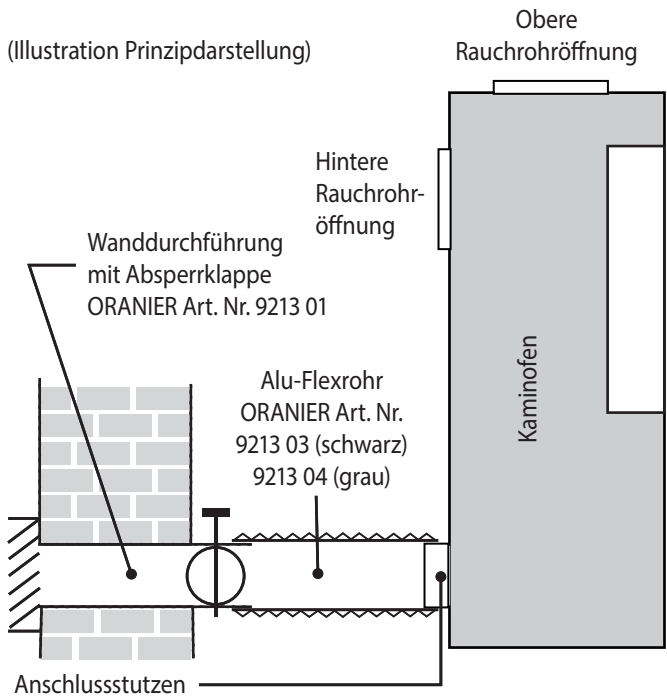 (Illustration Prinzipdarstellung)
Obere
Rauchrohröffnung
Hintere
Rauchrohr-
öffnung
Wanddurchführung
mit Absperrklappe
ORANIER Art. Nr. 9213 01
Alu-Flexrohr
ORANIER Art. Nr.
9213 03 (schwarz)
9213 04 (grau)
Kaminofen
Anschlussstutzen